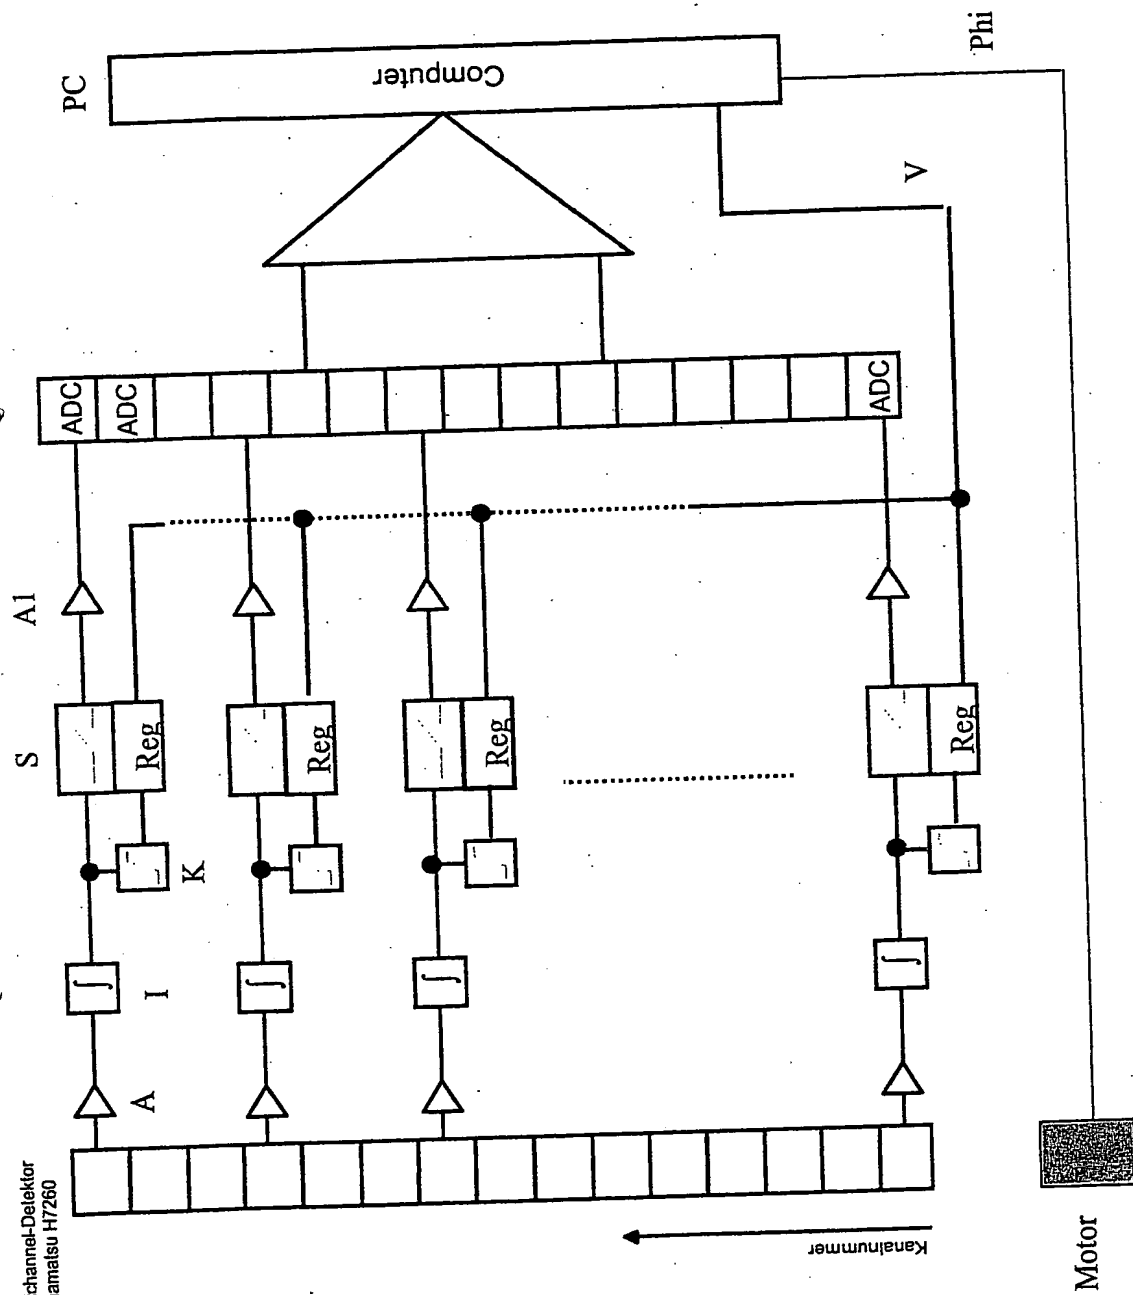 channel-Detektor
amatsu H7260
Kanalnummer
Motor
A
I
K
S
Reg
Reg
Reg
Reg
A1
ADC
ADC
ADC
V
PC
Computer
Phi